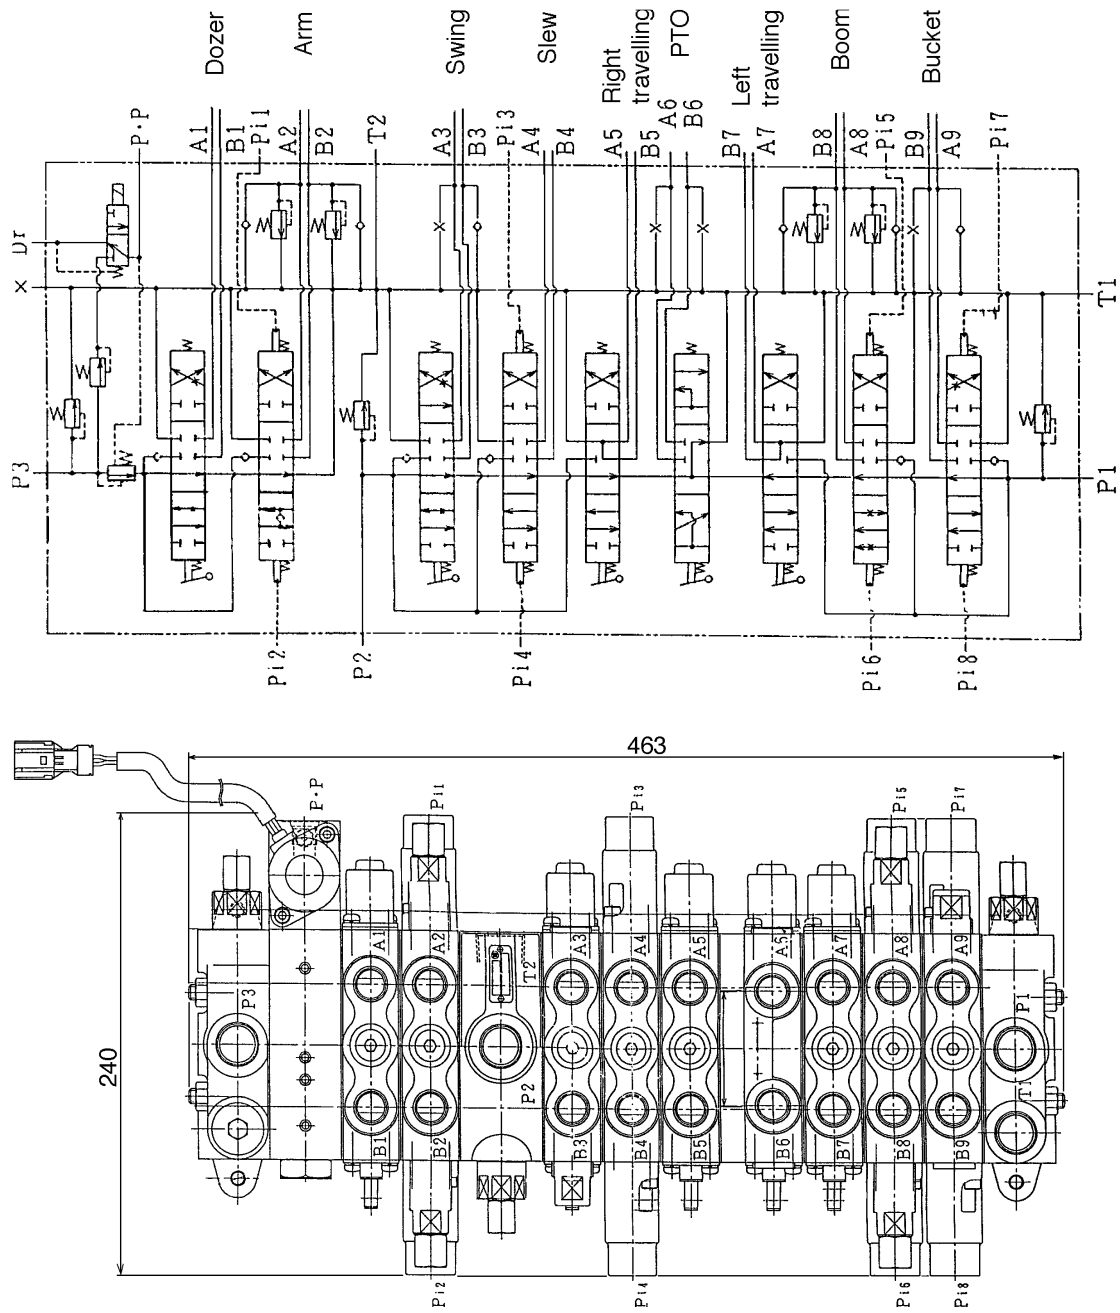 Dozer
Arm
Swing
Slew
Right
travelling
PTO
Left
travelling
Boom
Bucket
P3
×
Dr
P·P
A1
B1
Pi1
A2
B2
T2
A3
B3
Pi3
A4
B4
A5
B5
A6
B6
B7
A7
B8
A8
Pi5
B9
A9
Pi7
T1
P1
Pi2
P2
Pi4
Pi6
Pi8
463
240
P·P
Pi1
Pi3
Pi5
Pi7
P3
A1
A2
T2
A3
A4
A5
A6
A7
A8
A9
P1
P2
B1
B2
B3
B4
B5
B6
B7
B8
B9
T1
Pi2
Pi4
Pi6
Pi8